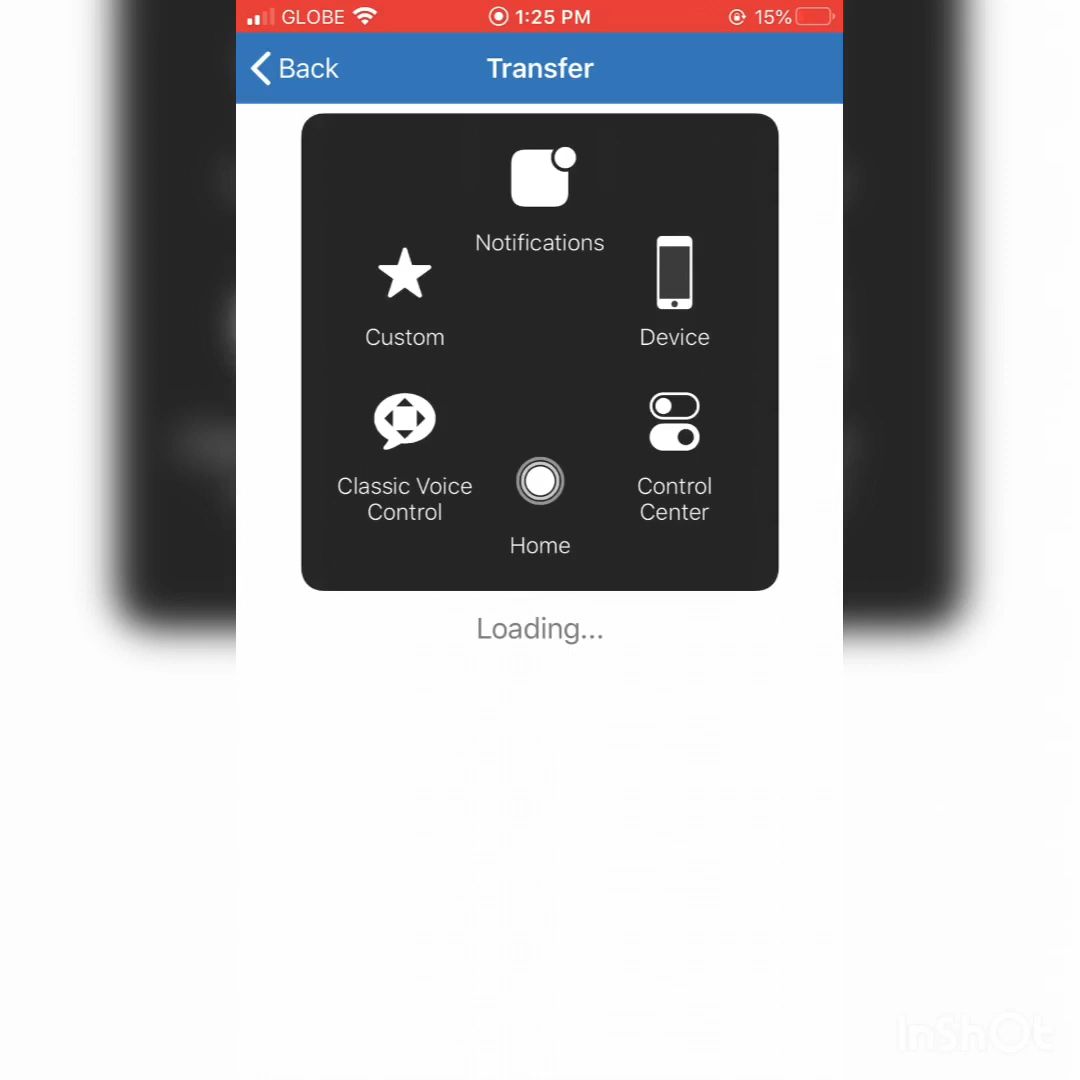 GLOBE 1:25 PM 15%
Back Transfer
Notifications
Custom
Device
Classic Voice
Control
Control
Center
Home
Loading...
InShOt